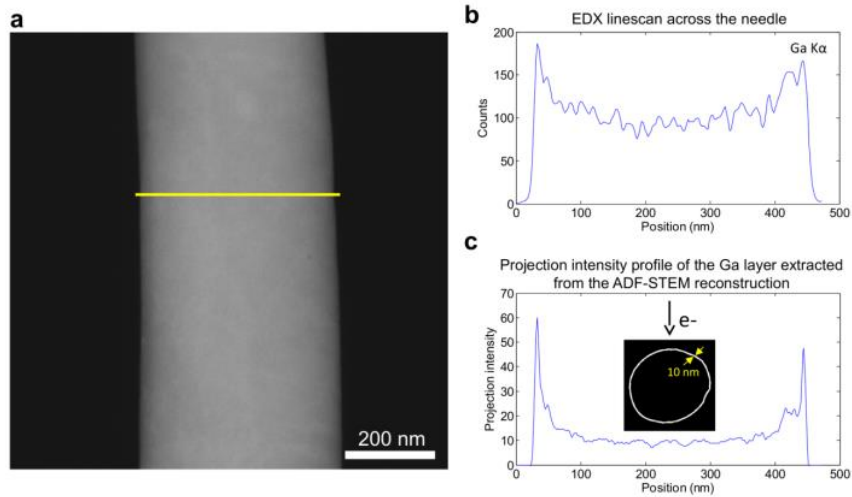 a
200 nm
b
EDX linescan across the needle
Ga Kα
200
150
100
50
0
Counts
0 100 200 300 400 500
Position (nm)
c
Projection intensity profile of the Ga layer extracted
from the ADF-STEM reconstruction
70
60
50
40
30
20
10
0
Projection intensity
e-
10 nm
0 100 200 300 400 500
Position (nm)